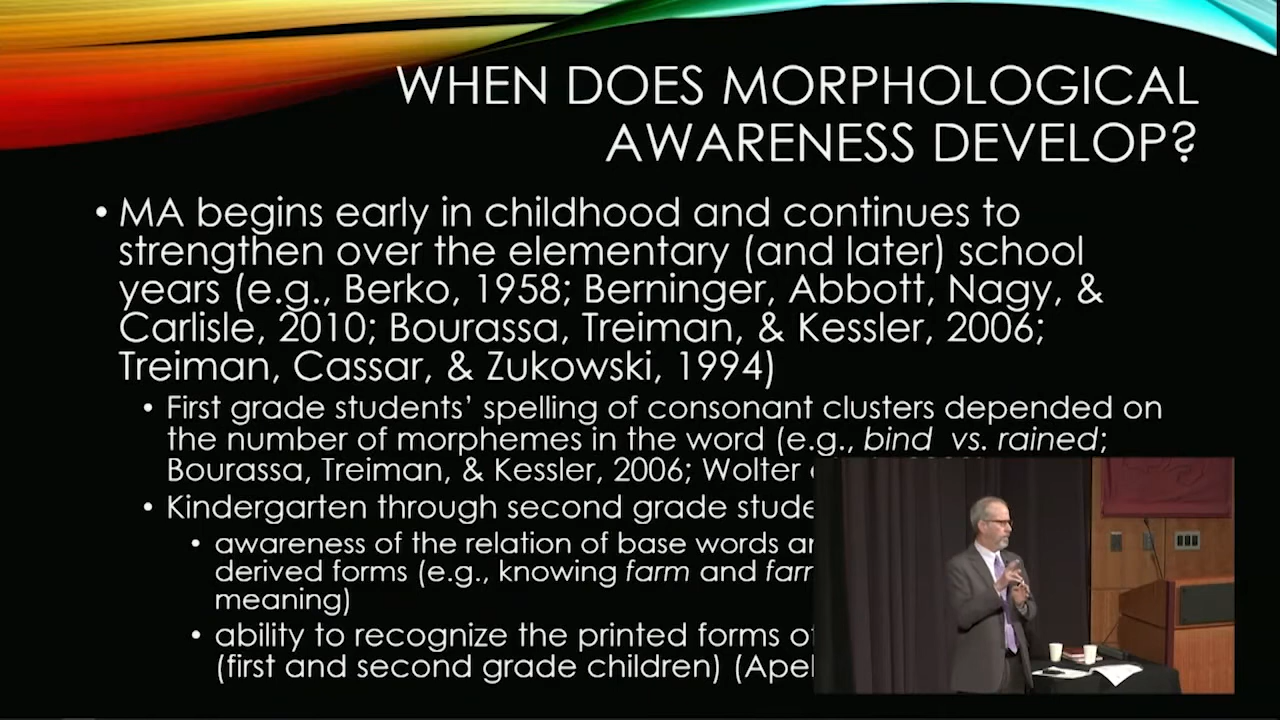 WHEN DOES MORPHOLOGICAL
AWARENESS DEVELOP?
• MA begins early in childhood and continues to
strengthen over the elementary (and later) school
years (e.g., Berko, 1958; Berninger, Abbott, Nagy, &
Carlisle, 2010; Bourassa, Treiman, & Kessler, 2006;
Treiman, Cassar, & Zukowski, 1994)
• First grade students’ spelling of consonant clusters depended on
the number of morphemes in the word (e.g., bind vs. rained;
Bourassa, Treiman, & Kessler, 2006; Wolter
• Kindergarten through second grade
• awareness of the relation of base words
derived forms (e.g., knowing farm and
meaning)
• ability to recognize the printed forms
(first and second grade children)